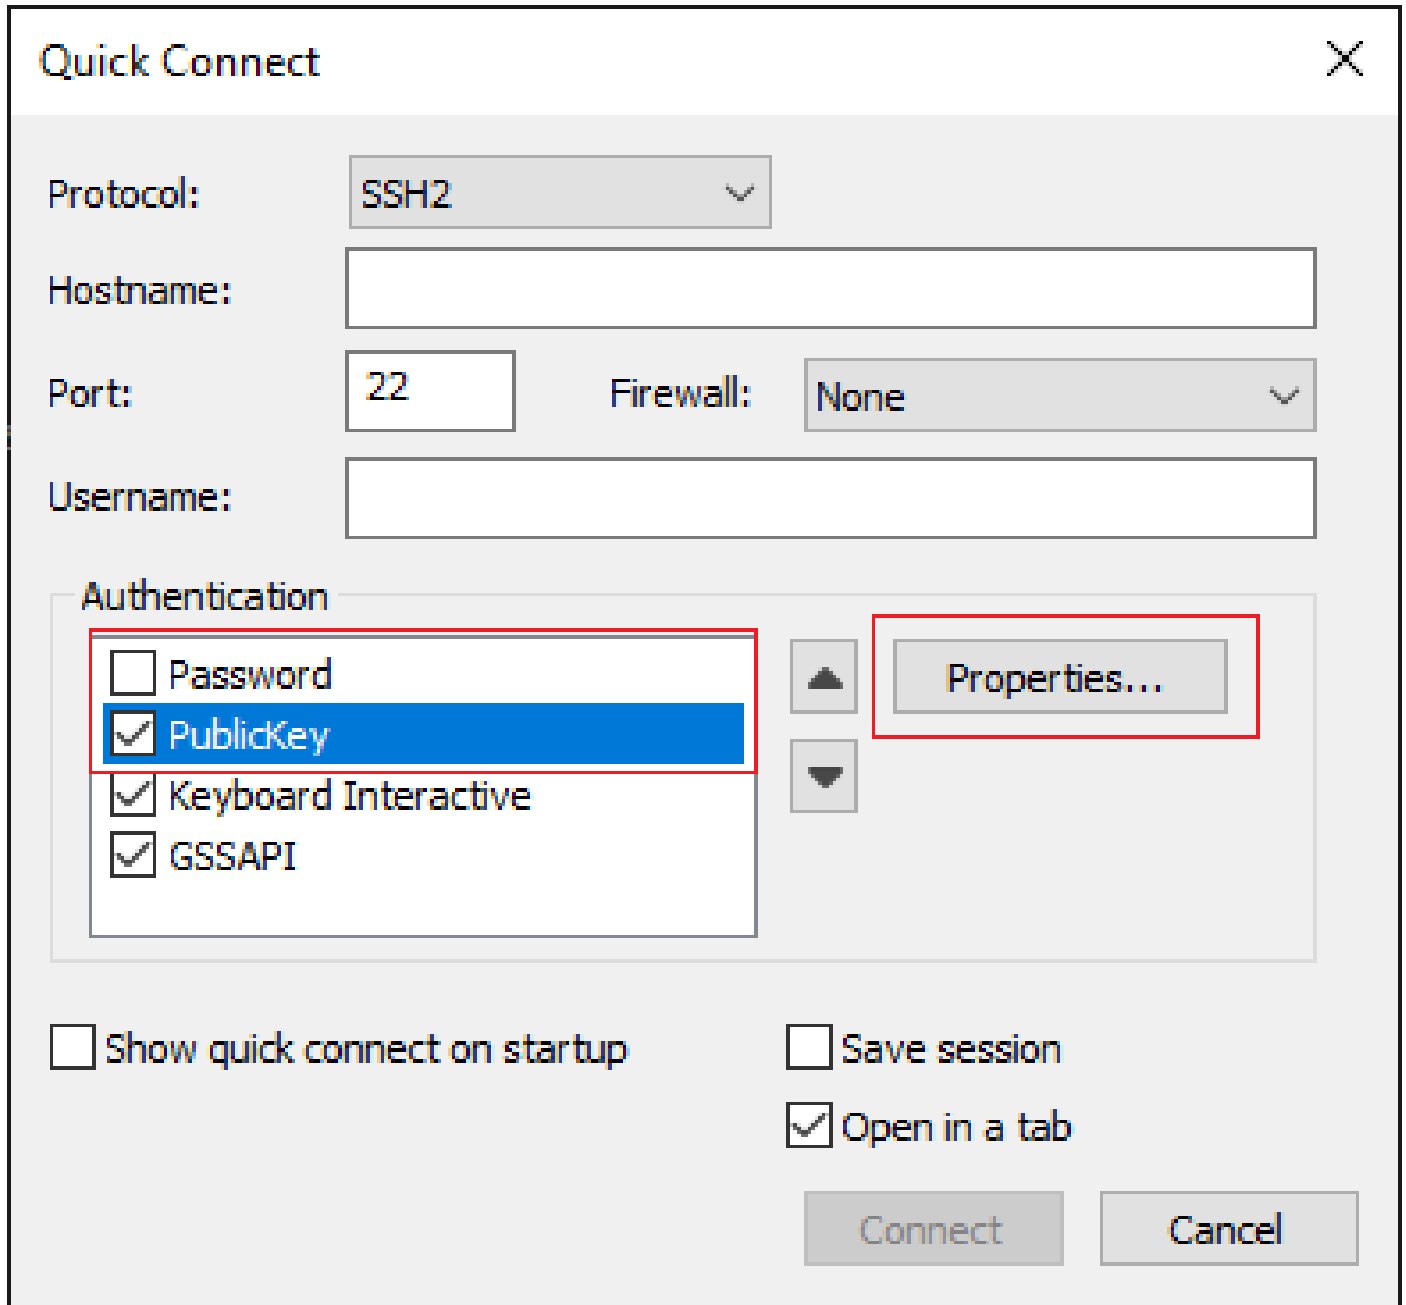 Quick Connect
Protocol: SSH2
Hostname:
Port: 22 Firewall: None
Username:
Authentication
Password
PublicKey
Keyboard Interactive
GSSAPI
Properties...
Show quick connect on startup
Save session
Open in a tab
Connect
Cancel